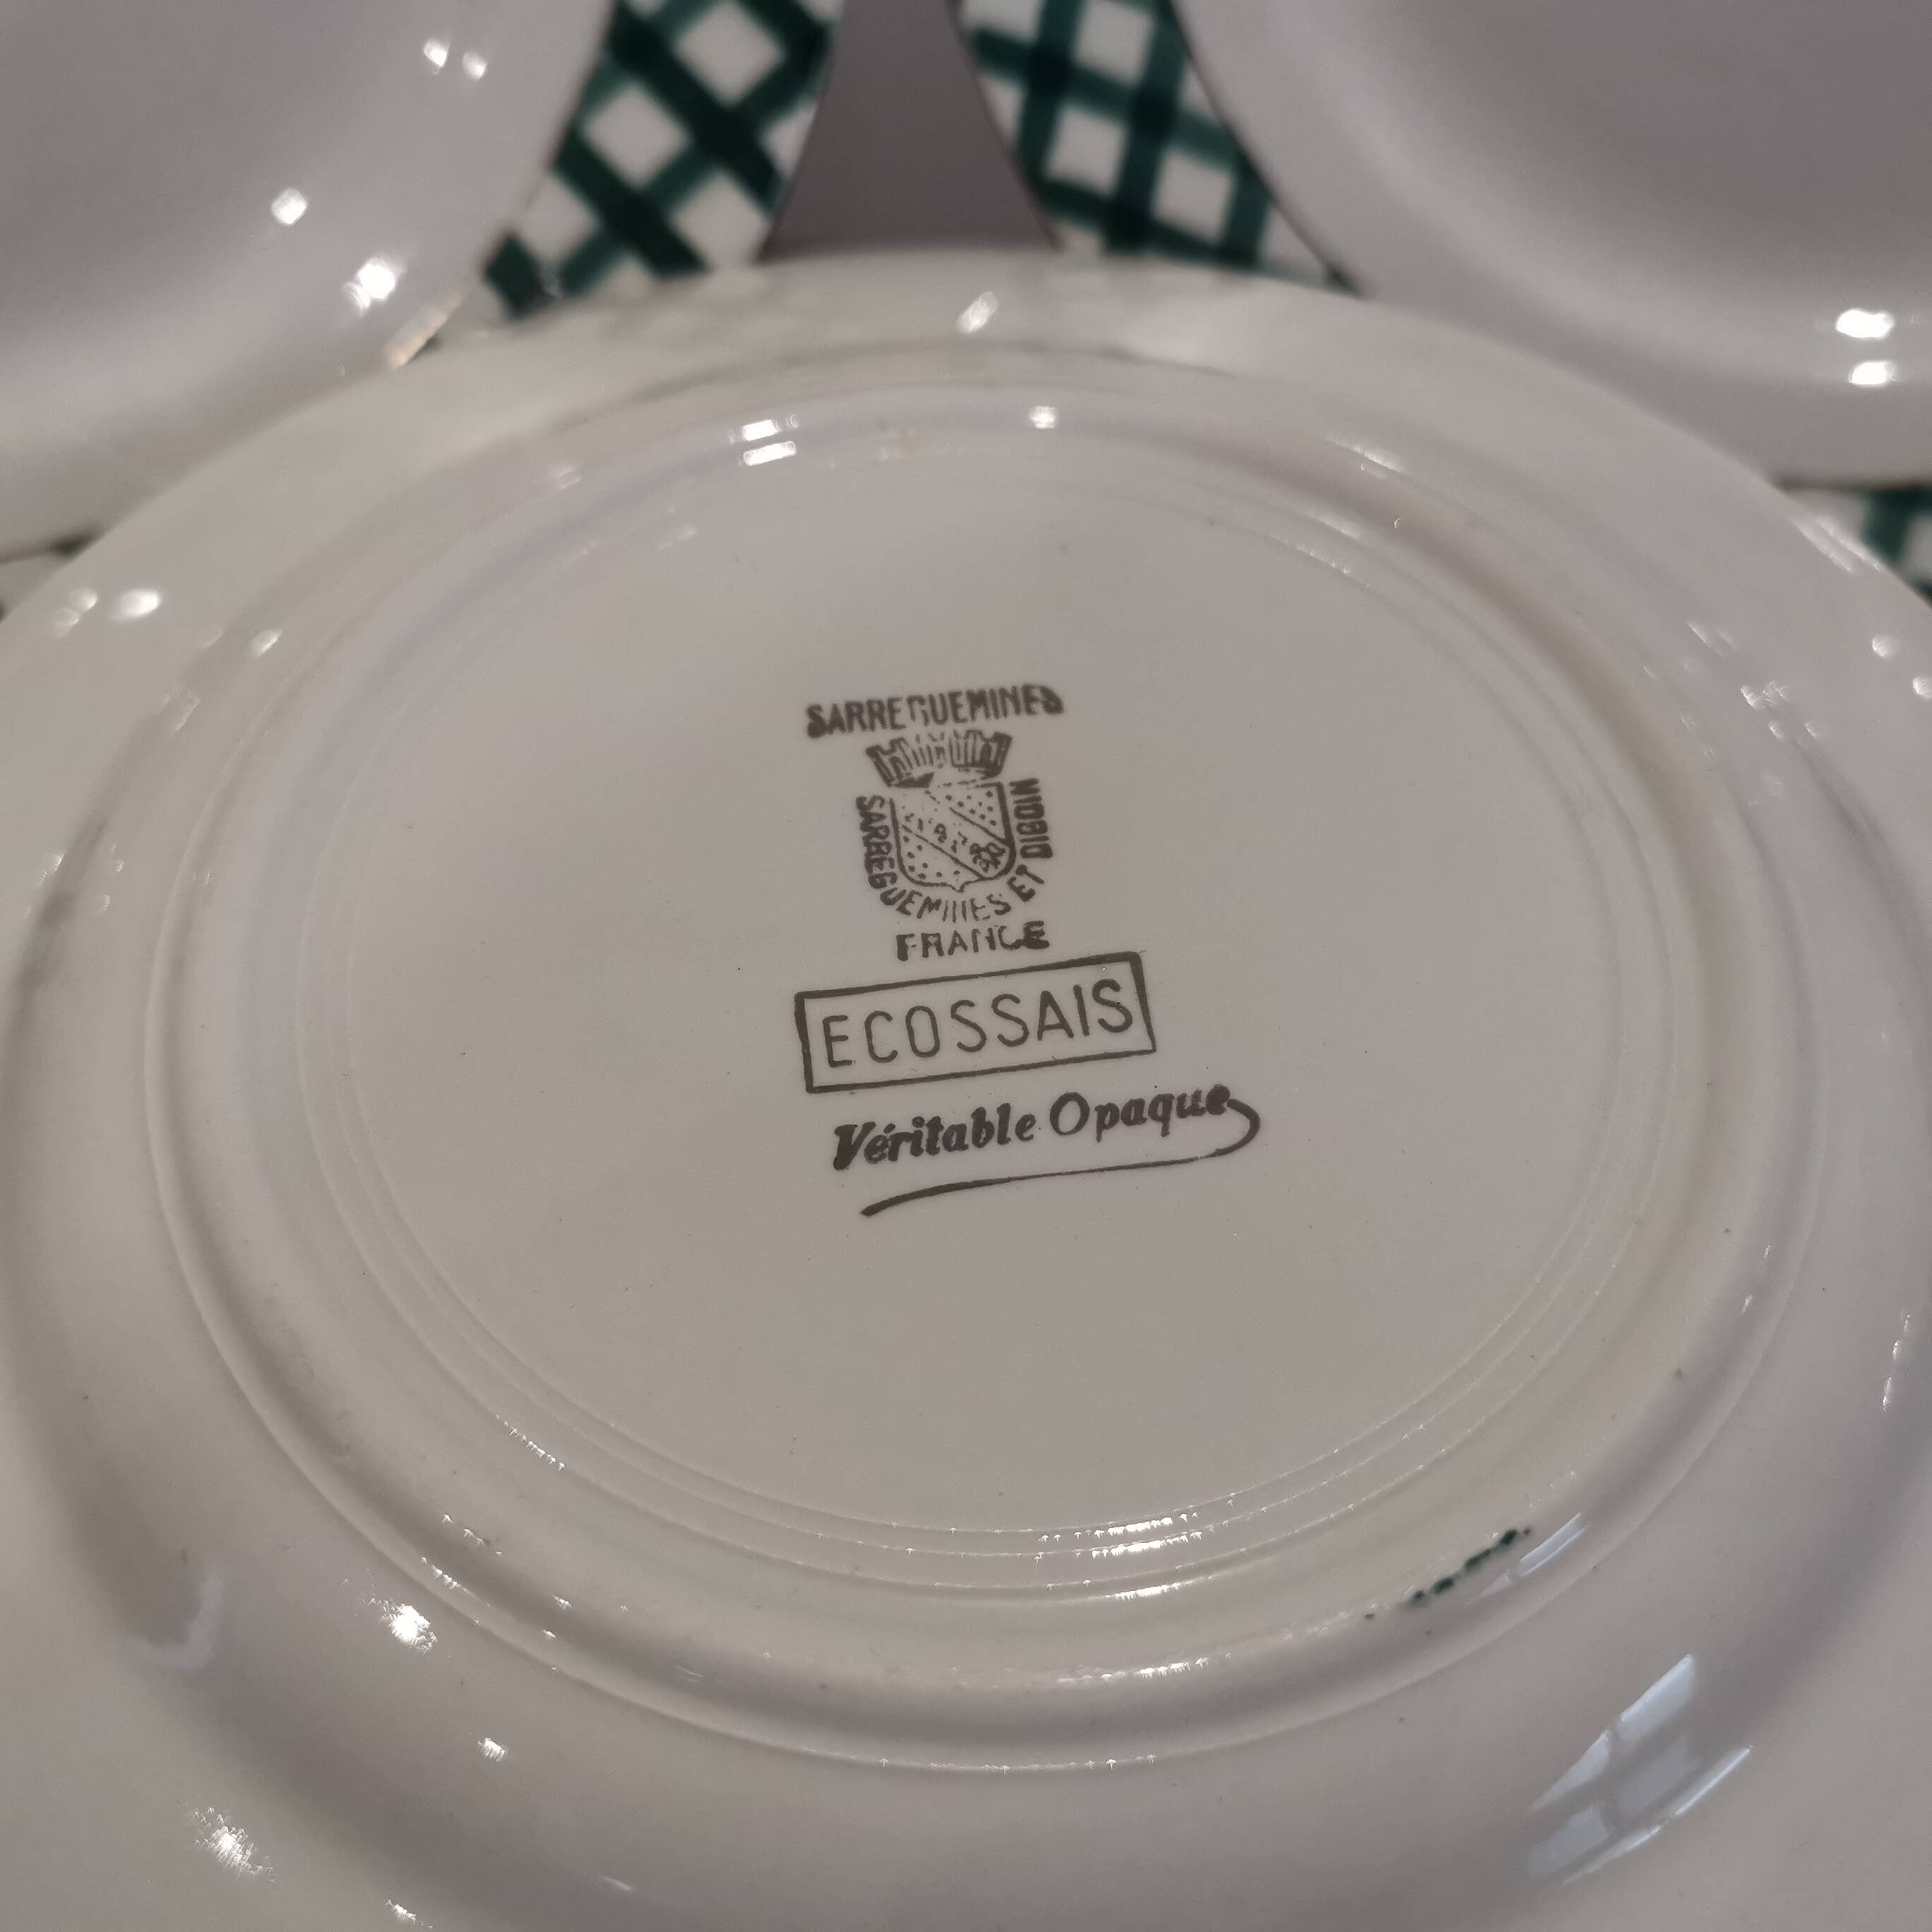 SARREGUEMINES
SARREGUEMINES ET DIGOIN
FRANCE
ECOSSAIS
Véritable Opaque